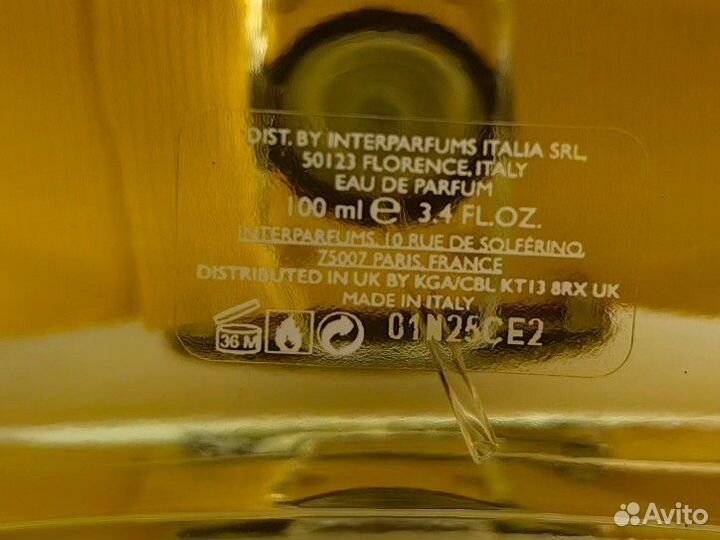 DIST. BY INTERPARFUMS ITALIA SRL,
50123 FLORENCE, ITALY
EAU DE PARFUM
100 ml e 3.4 FL.OZ.
INTERPARFUMS, 10 RUE DE SOLFÉRINO,
75007 PARIS, FRANCE
DISTRIBUTED IN UK BY KGA/CBL KT13 8RX UK
MADE IN ITALY
36 M 01N25CE2
Avito